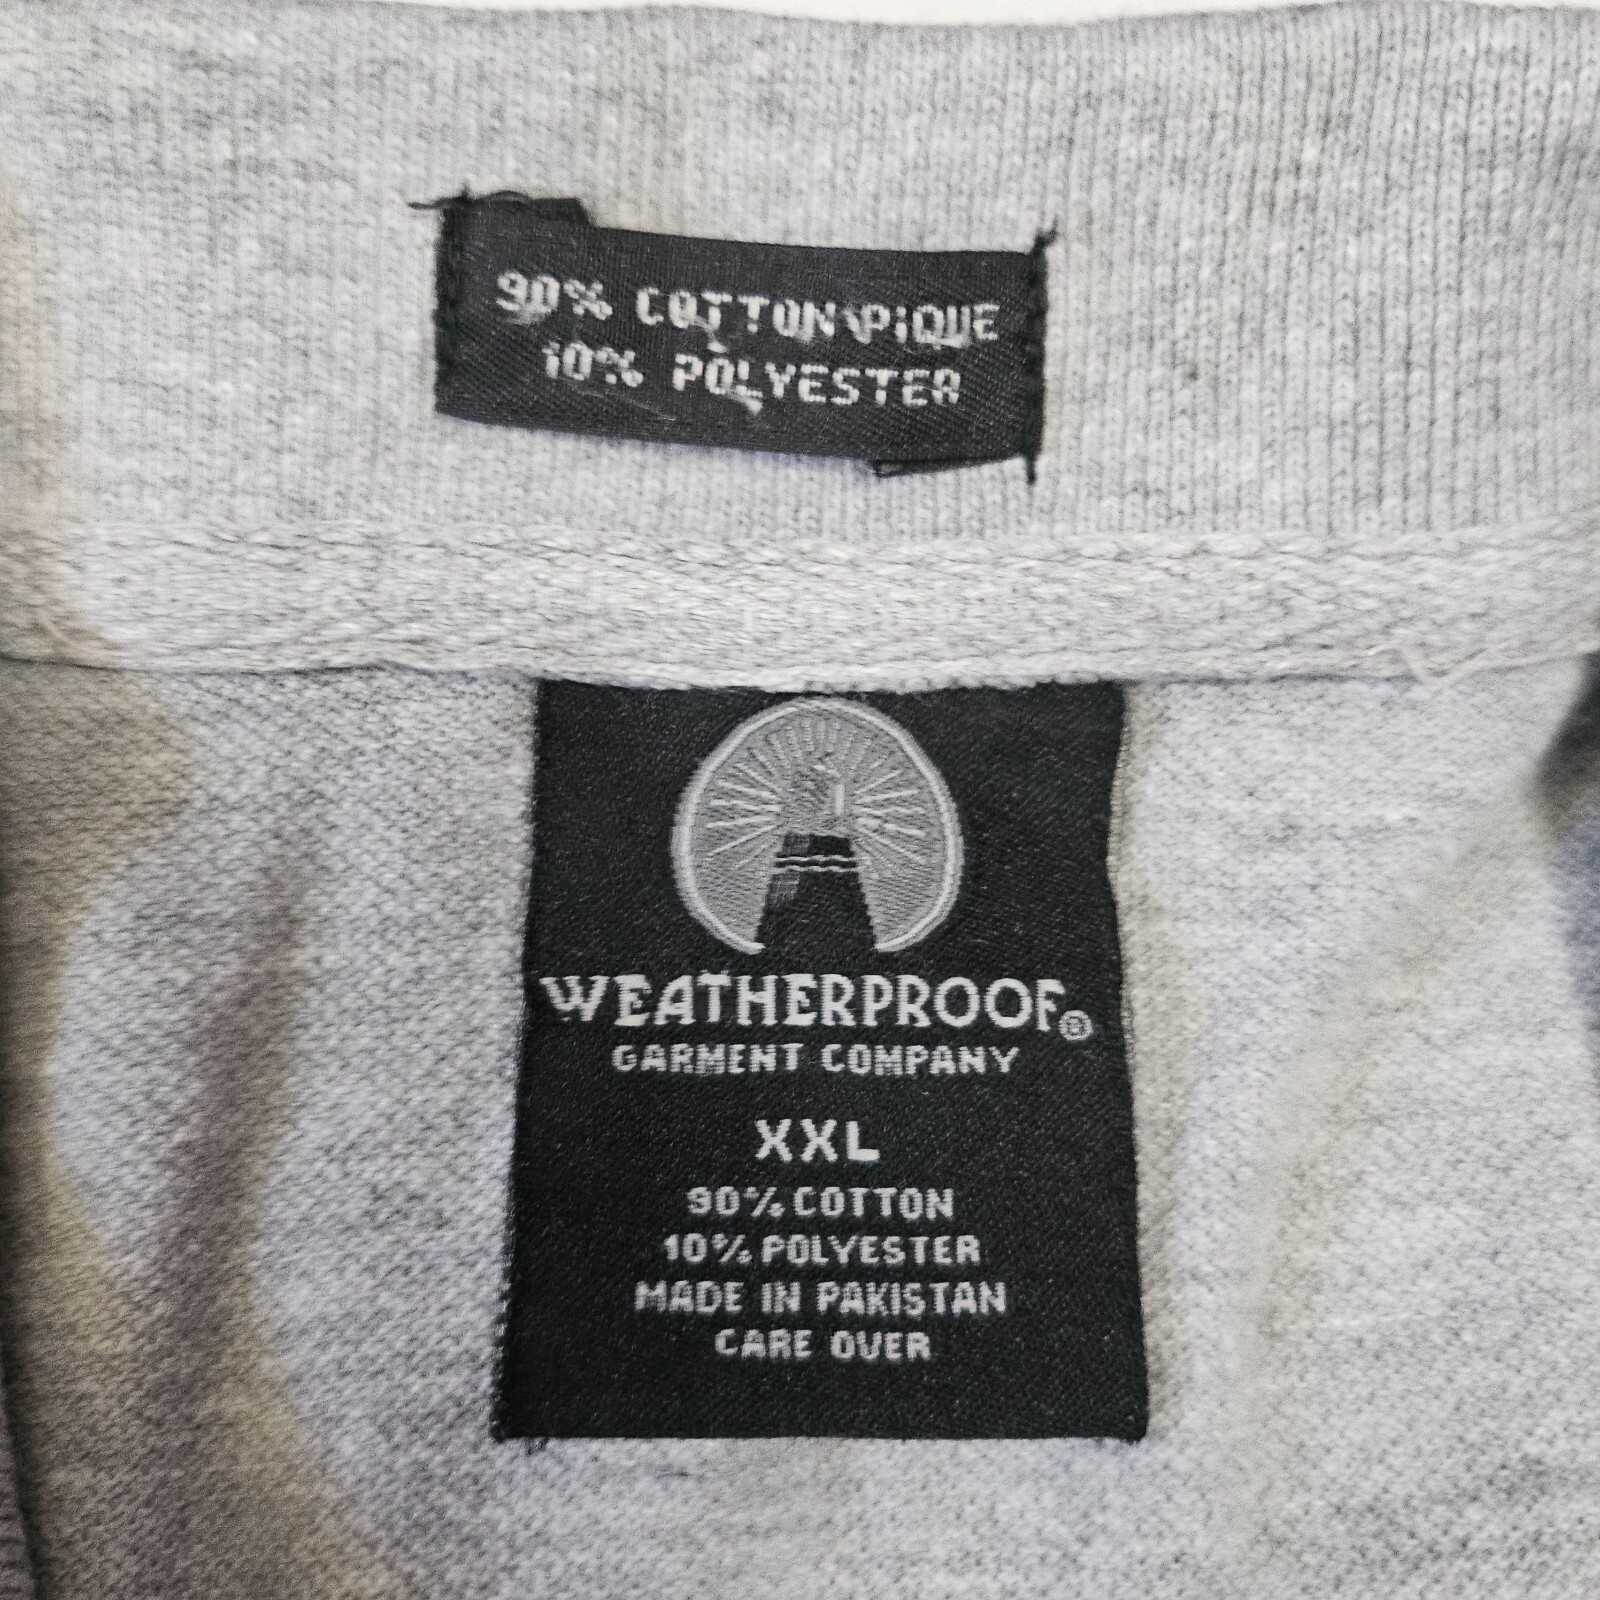 90% COTTON PIQUE
10% POLYESTER
WEATHERPROOF®
GARMENT COMPANY
XXL
90% COTTON
10% POLYESTER
MADE IN PAKISTAN
CARE OVER